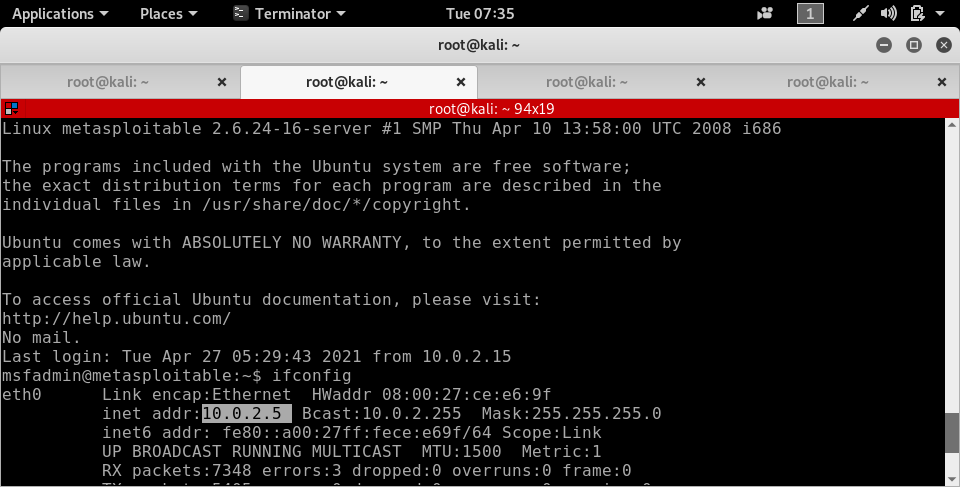 Applications Places Terminator Tue 07:35 1
root@kali: ~
root@kali: ~ root@kali: ~ root@kali: ~ root@kali: ~
root@kali: ~ 94x19
Linux metasploitable 2.6.24-16-server #1 SMP Thu Apr 10 13:58:00 UTC 2008 i686
The programs included with the Ubuntu system are free software;
the exact distribution terms for each program are described in the
individual files in /usr/share/doc/*/copyright.
Ubuntu comes with ABSOLUTELY NO WARRANTY, to the extent permitted by
applicable law.
To access official Ubuntu documentation, please visit:
http://help.ubuntu.com/
No mail.
Last login: Tue Apr 27 05:29:43 2021 from 10.0.2.15
msfadmin@metasploitable:~$ ifconfig
eth0 Link encap:Ethernet HWaddr 08:00:27:ce:e6:9f
inet addr:10.0.2.5 Bcast:10.0.2.255 Mask:255.255.255.0
inet6 addr: fe80::a00:27ff:fece:e69f/64 Scope:Link
UP BROADCAST RUNNING MULTICAST MTU:1500 Metric:1
RX packets:7348 errors:3 dropped:0 overruns:0 frame:0